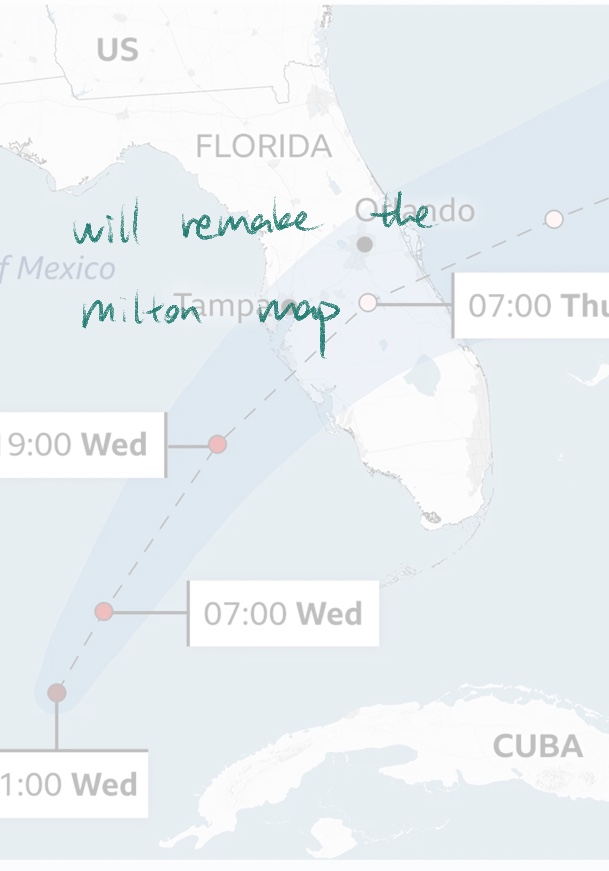 US
FLORIDA
will remake the
Orlando
f Mexico
milton map
Tampa
07:00 Thu
9:00 Wed
07:00 Wed
CUBA
1:00 Wed